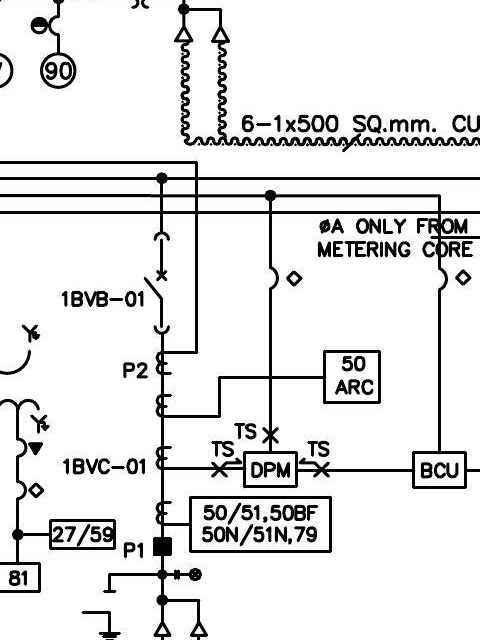 90
6-1x500 SQ.mm. CU
øA ONLY FROM
METERING CORE
1BVB-01
P2
50
ARC
TS
TS
TS
1BVC-01
DPM
BCU
50/51,50BF
50N/51N,79
27/59
P1
81